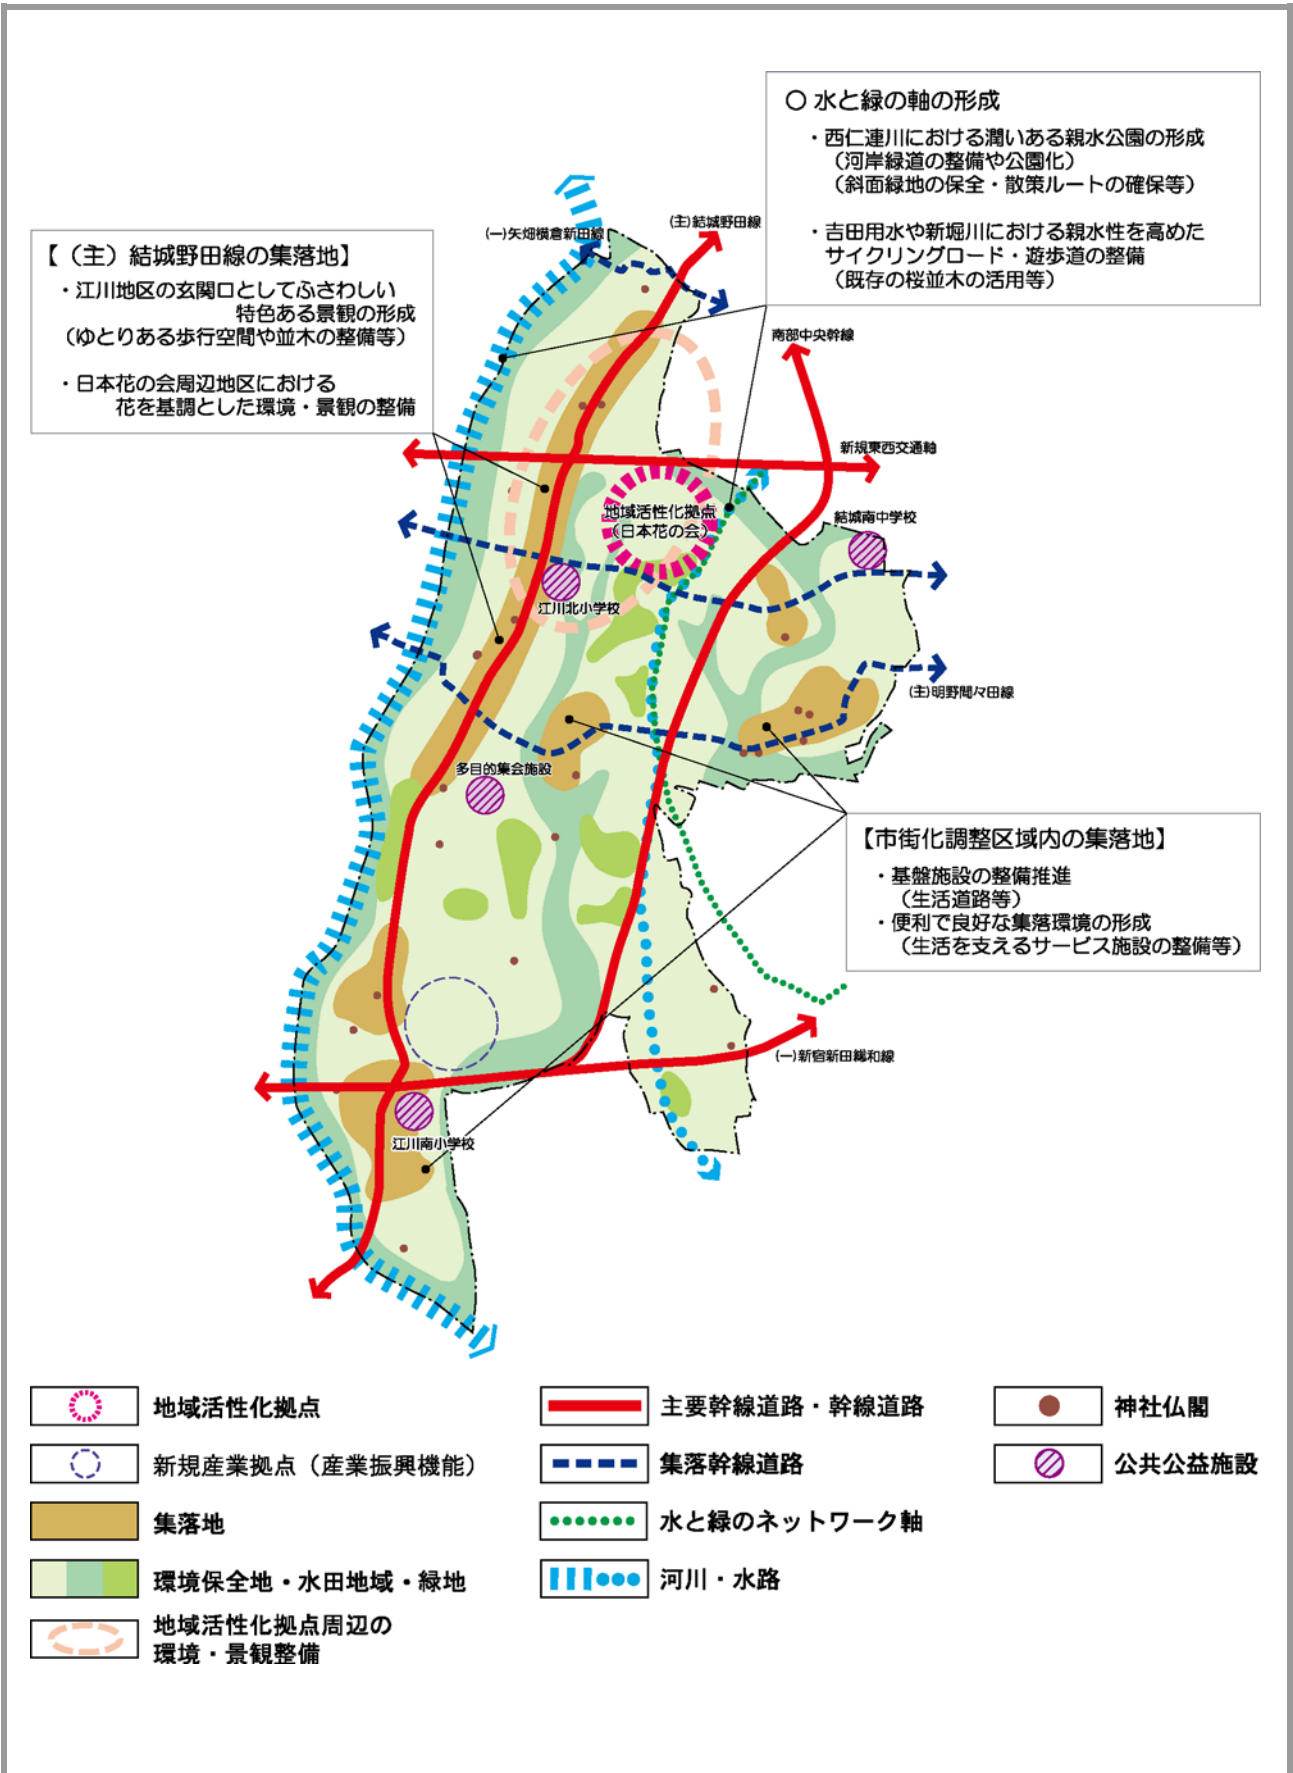 〇 水と緑の軸の形成
・西仁連川における潤いある親水公園の形成
（河岸緑道の整備や公園化）
（斜面緑地の保全・散策ルートの確保等）
・吉田用水や新堀川における親水性を高めた
サイクリングロード・遊歩道の整備
（既存の桜並木の活用等）
【（主）結城野田線の集落地】
・江川地区の玄関口としてふさわしい
特色ある景観の形成
（ゆとりある歩行空間や並木の整備等）
・日本花の会周辺地区における
花を基調とした環境・景観の整備
(一)矢畑横倉新田線
(主)結城野田線
南部中央幹線
新規東西交通軸
地域活性化拠点
（日本花の会）
結城南中学校
江川北小学校
(主)明野間々田線
多目的集会施設
【市街化調整区域内の集落地】
・基盤施設の整備推進
（生活道路等）
・便利で良好な集落環境の形成
（生活を支えるサービス施設の整備等）
(一)新宿新田総和線
江川南小学校
地域活性化拠点
新規産業拠点（産業振興機能）
集落地
環境保全地・水田地域・緑地
地域活性化拠点周辺の
環境・景観整備
主要幹線道路・幹線道路
集落幹線道路
水と緑のネットワーク軸
河川・水路
神社仏閣
公共公益施設